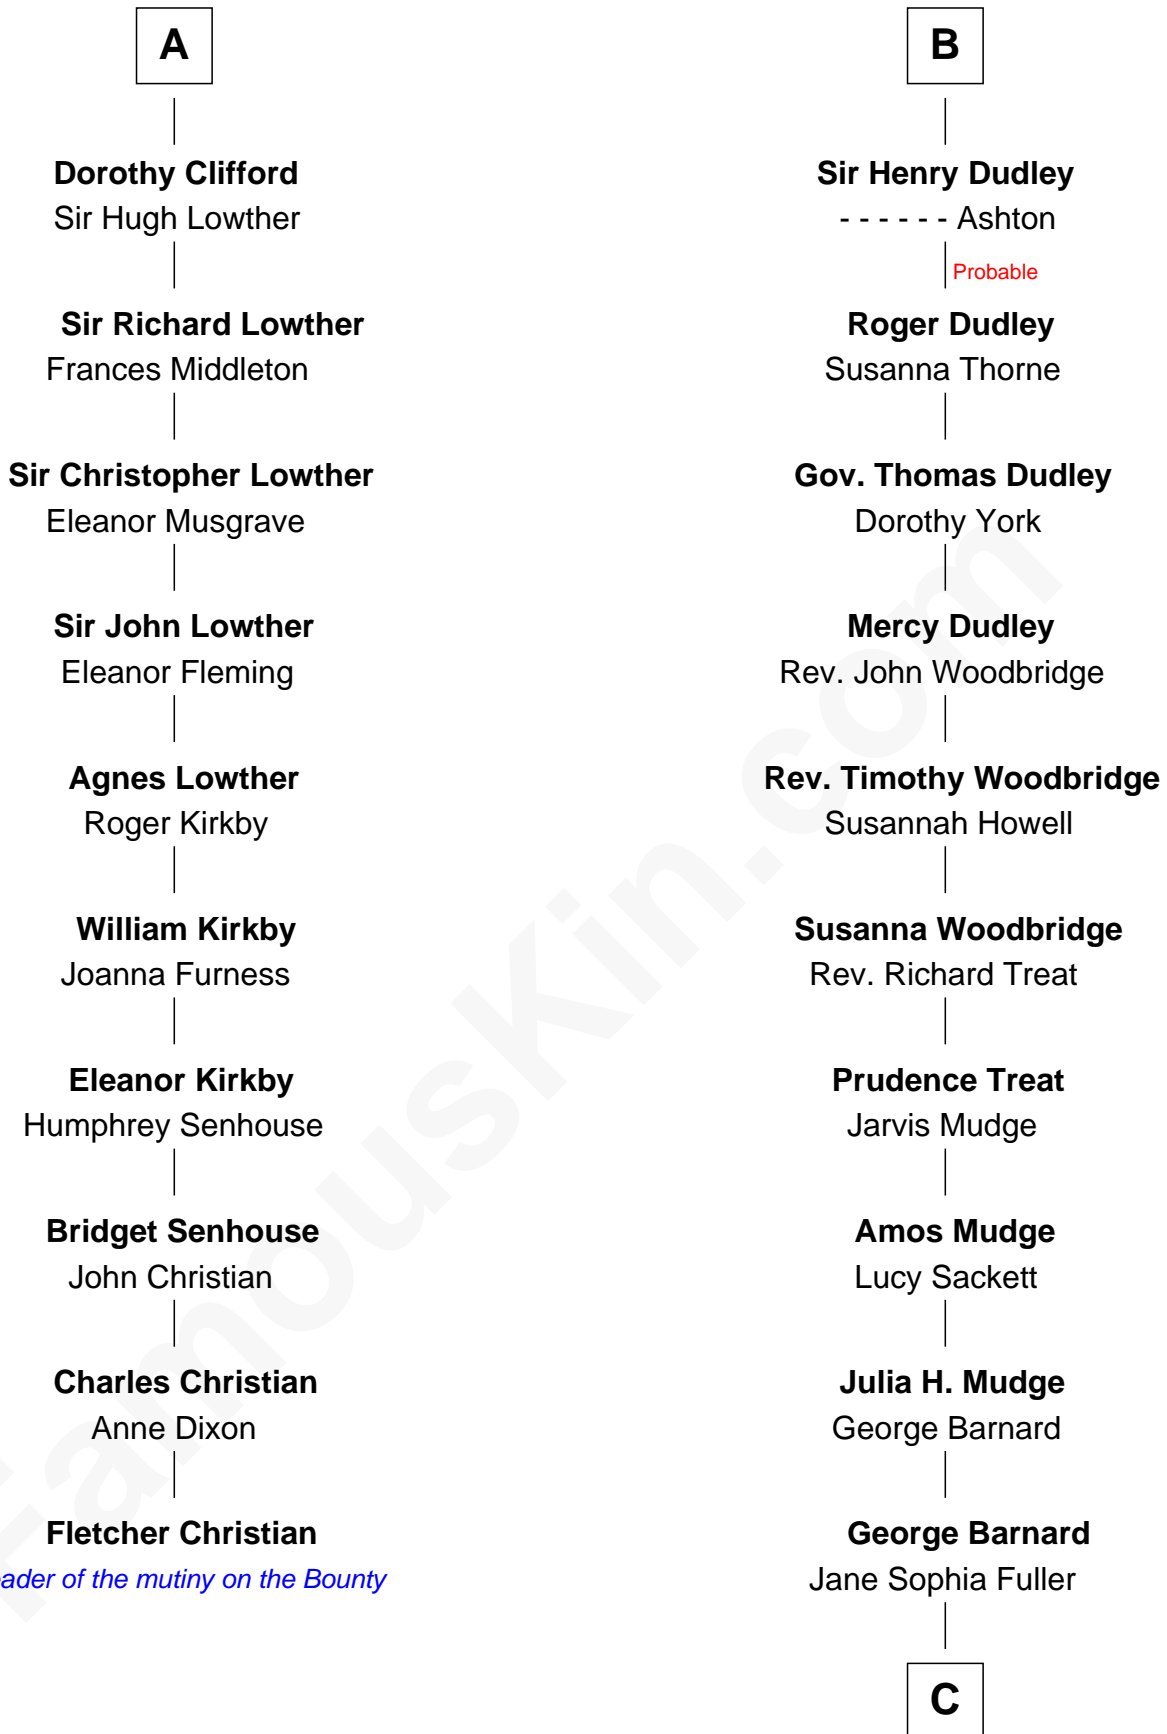 A
Dorothy Clifford
Sir Hugh Lowther
Sir Richard Lowther
Frances Middleton
Sir Christopher Lowther
Eleanor Musgrave
Sir John Lowther
Eleanor Fleming
Agnes Lowther
Roger Kirkby
William Kirkby
Joanna Furness
Eleanor Kirkby
Humphrey Senhouse
Bridget Senhouse
John Christian
Charles Christian
Anne Dixon
Fletcher Christian
eader of the mutiny on the Bounty
B
Sir Henry Dudley
- - - - - - Ashton
Probable
Roger Dudley
Susanna Thorne
Gov. Thomas Dudley
Dorothy York
Mercy Dudley
Rev. John Woodbridge
Rev. Timothy Woodbridge
Susannah Howell
Susanna Woodbridge
Rev. Richard Treat
Prudence Treat
Jarvis Mudge
Amos Mudge
Lucy Sackett
Julia H. Mudge
George Barnard
George Barnard
Jane Sophia Fuller
C
FamousKin.com